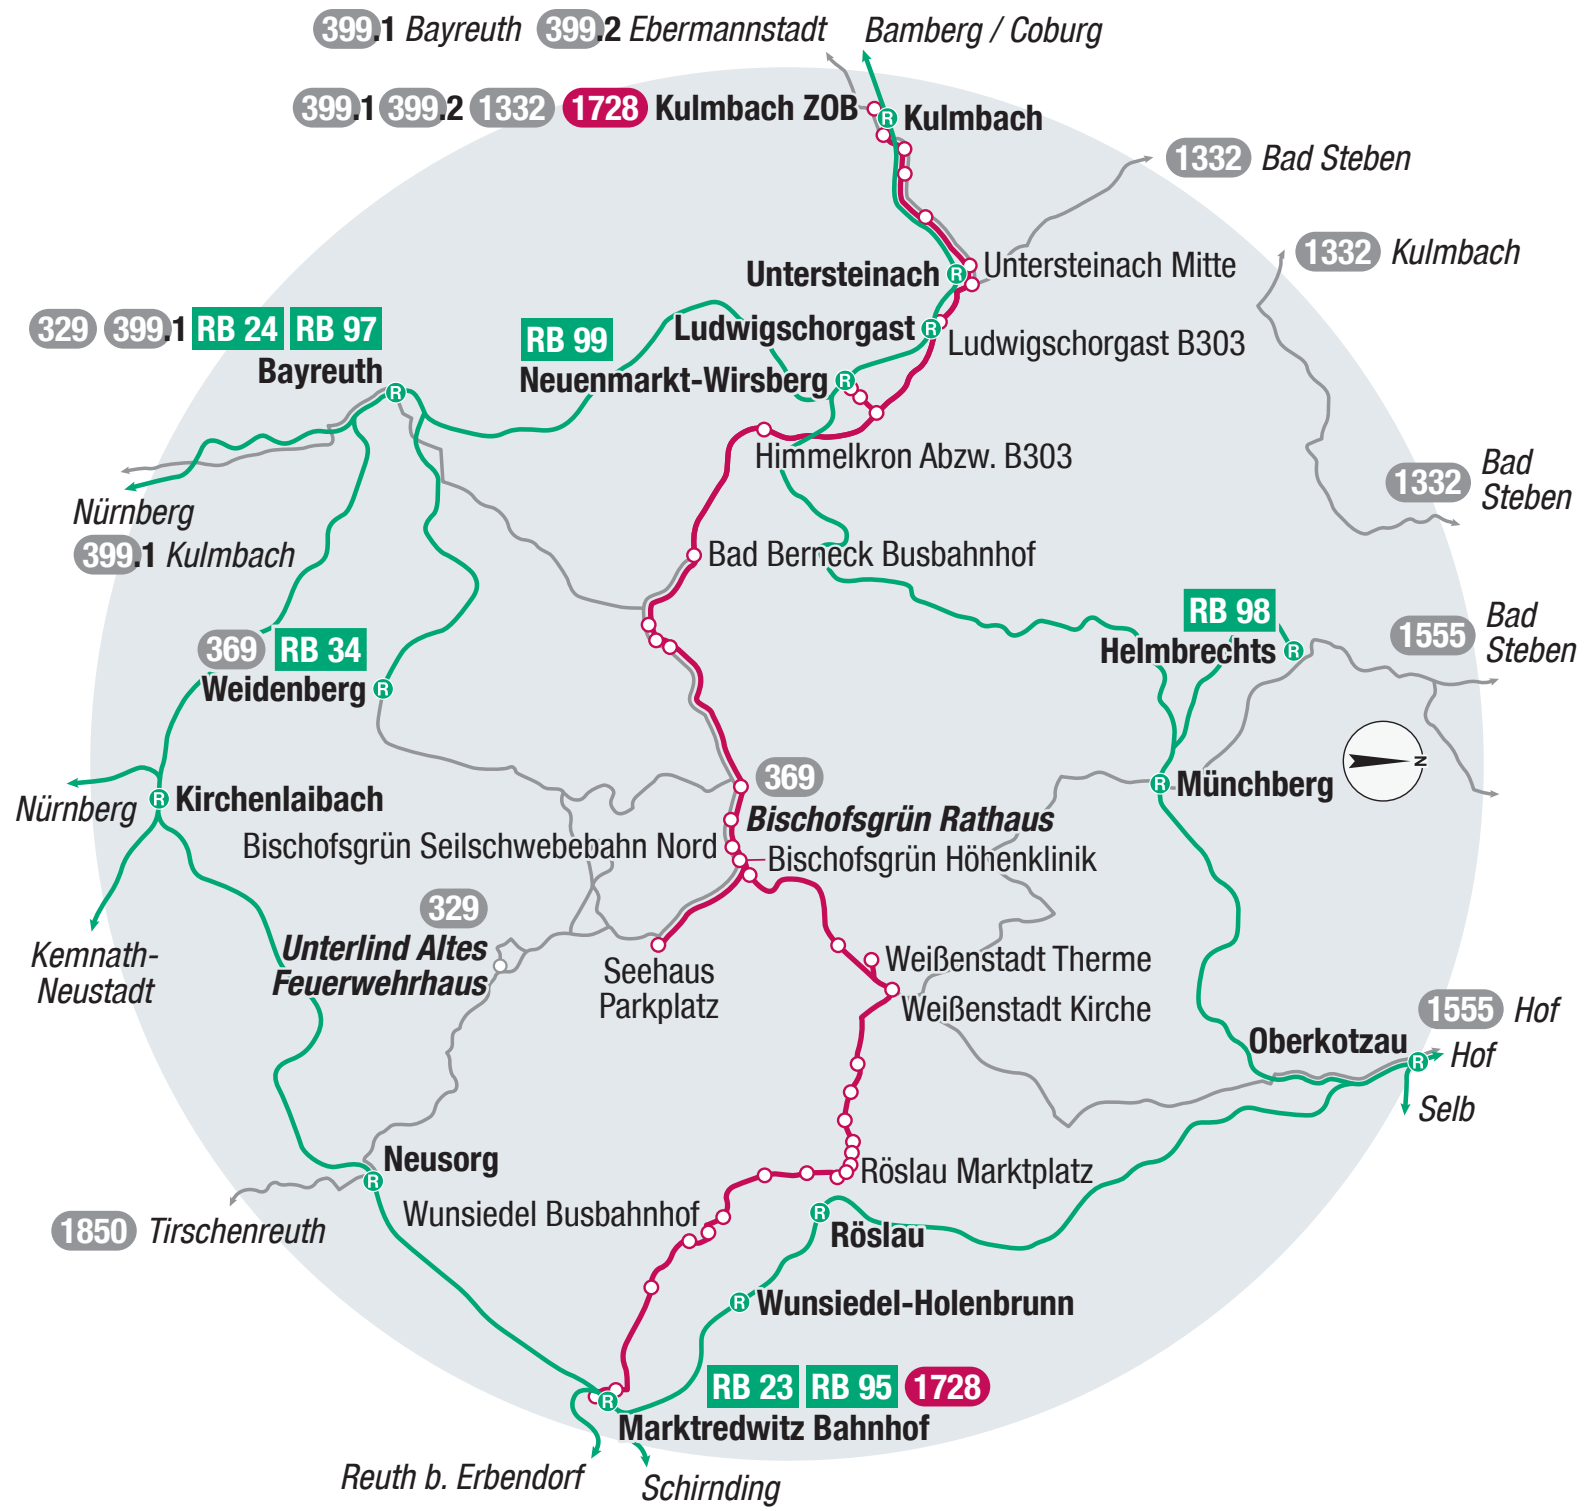 399.1 Bayreuth 399.2 Ebermannstadt Bamberg / Coburg
399.1 399.2 1332 1728 Kulmbach ZOB R Kulmbach
1332 Bad Steben
1332 Kulmbach
Untersteinach R Untersteinach Mitte
329 399.1 RB 24 RB 97
Bayreuth R
RB 99
Ludwigschorgast R
Ludwigschorgast B303
Neuenmarkt-Wirsberg R
Himmelkron Abzw. B303
1332 Bad
Steben
Nürnberg
399.1 Kulmbach
Bad Berneck Busbahnhof
RB 98
Helmbrechts R
1555 Bad
Steben
369 RB 34
Weidenberg R
N
Nürnberg
R Kirchenlaibach
R Münchberg
369
Bischofsgrün Rathaus
Bischofsgrün Seilschwebebahn Nord
Bischofsgrün Höhenklinik
329
Unterlind Altes
Feuerwehrhaus
Kemnath-
Neustadt
Seehaus
Parkplatz
Weißenstadt Therme
Weißenstadt Kirche
1555 Hof
Oberkotzau R Hof
Selb
Neusorg
R
1850 Tirschenreuth
Röslau Marktplatz
Wunsiedel Busbahnhof
R
Röslau
R Wunsiedel-Holenbrunn
RB 23 RB 95 1728
R
Marktredwitz Bahnhof
Reuth b. Erbendorf
Schirnding